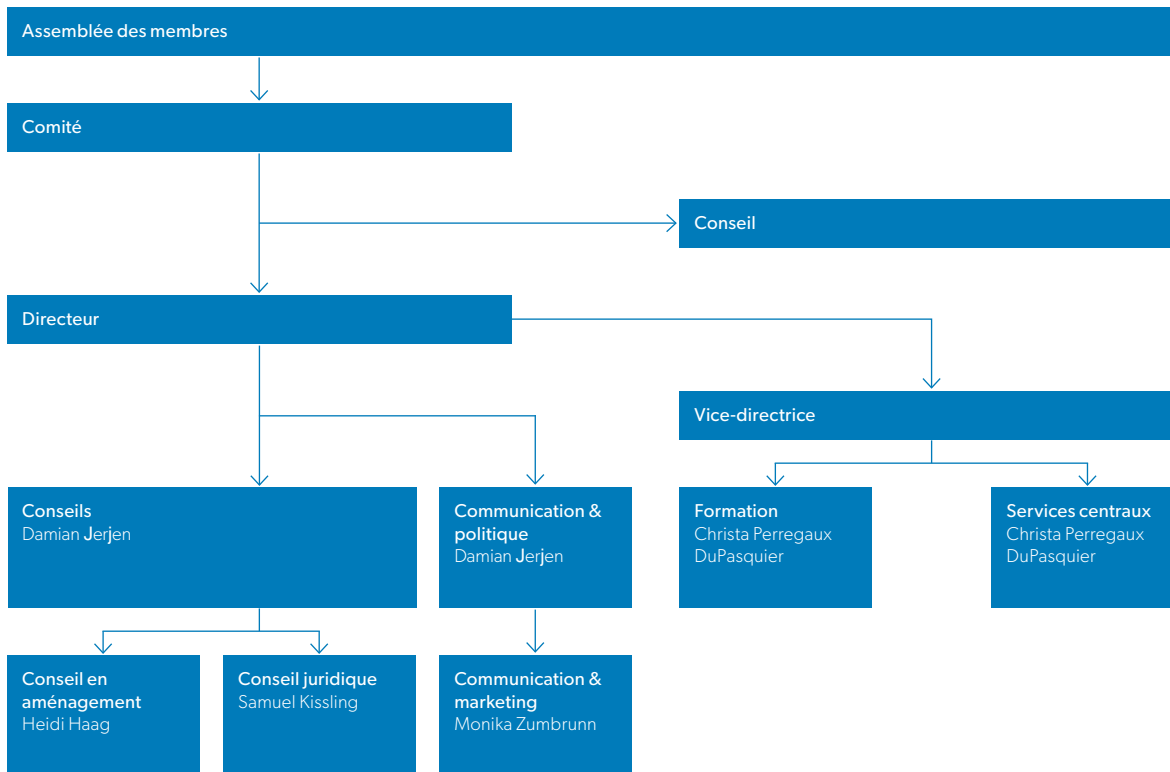 Assemblée des membres
Comité
Conseil
Directeur
Vice-directrice
Conseils
Damian Jerjen
Communication &
politique
Damian Jerjen
Formation
Christa Perregaux
DuPasquier
Services centraux
Christa Perregaux
DuPasquier
Conseil en
aménagement
Heidi Haag
Conseil juridique
Samuel Kissling
Communication &
marketing
Monika Zumbrunn